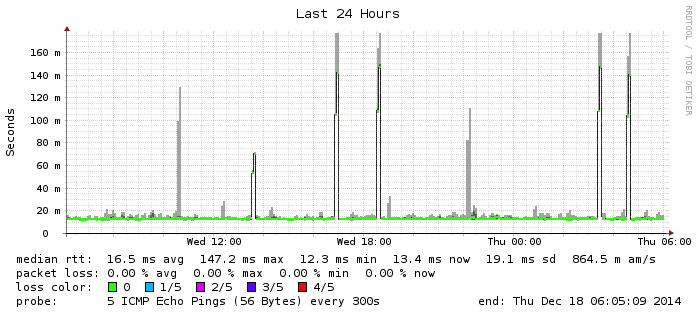 Last 24 Hours
RRDTOOL / TOBI OETIKER
Seconds
160 m
140 m
120 m
100 m
80 m
60 m
40 m
20 m
0
Wed 12:00 Wed 18:00 Thu 00:00 Thu 06:00
median rtt: 16.5 ms avg 147.2 ms max 12.3 ms min 13.4 ms now 19.1 ms sd 864.5 m am/s
packet loss: 0.00 % avg 0.00 % max 0.00 % min 0.00 % now
loss color: 0 1/5 2/5 3/5 4/5
probe: 5 ICMP Echo Pings (56 Bytes) every 300s end: Thu Dec 18 06:05:09 2014